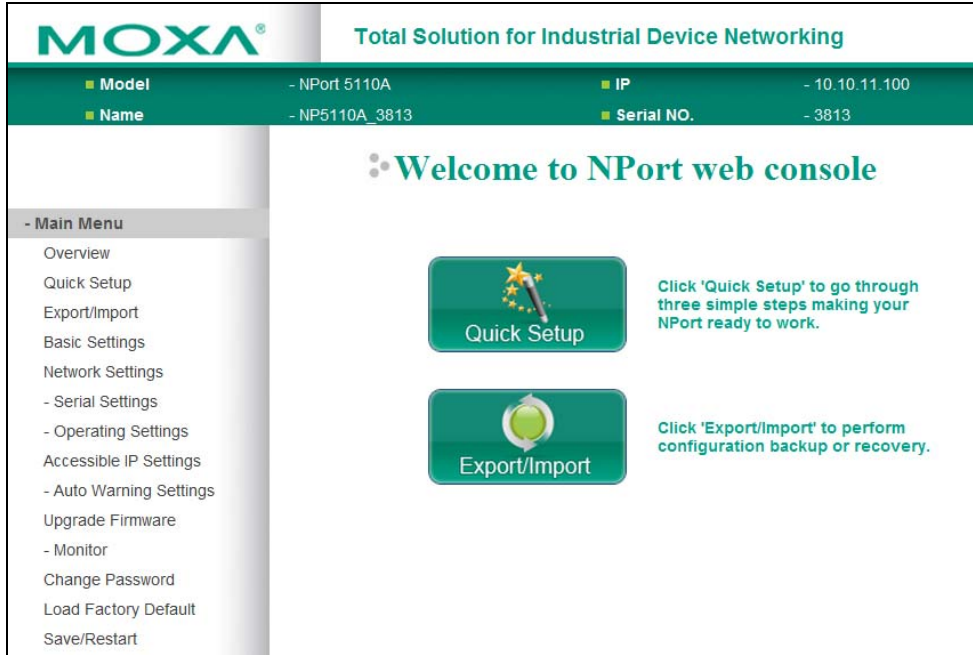 MOXA®
Total Solution for Industrial Device Networking
Model - NPort 5110A IP - 10.10.11.100
Name - NP5110A_3813 Serial NO. - 3813
Welcome to NPort web console
- Main Menu
Overview
Quick Setup
Export/Import
Basic Settings
Network Settings
- Serial Settings
- Operating Settings
Accessible IP Settings
- Auto Warning Settings
Upgrade Firmware
- Monitor
Change Password
Load Factory Default
Save/Restart
Quick Setup
Click 'Quick Setup' to go through
three simple steps making your
NPort ready to work.
Export/Import
Click 'Export/Import' to perform
configuration backup or recovery.